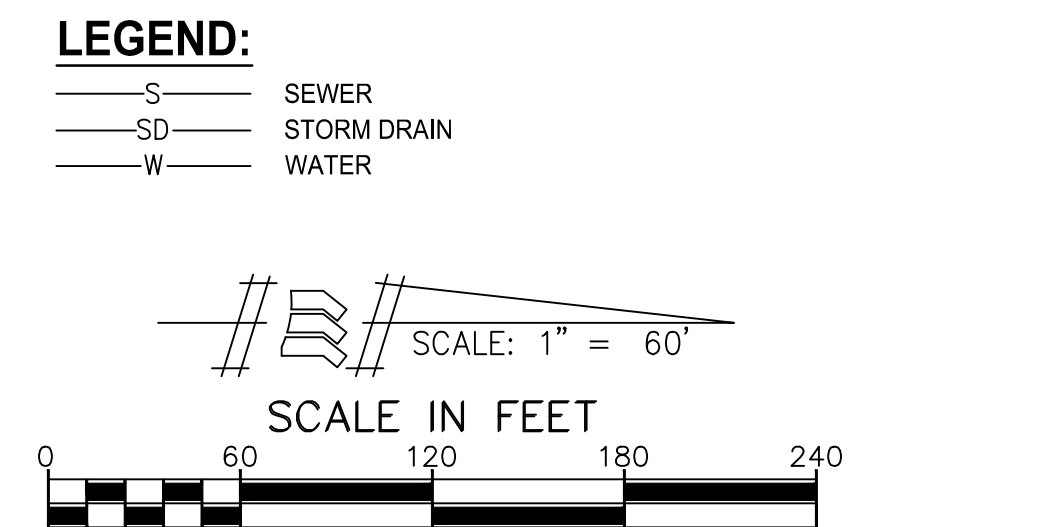 LEGEND:
S SEWER
SD STORM DRAIN
W WATER
SCALE: 1" = 60'
SCALE IN FEET
0 60 120 180 240